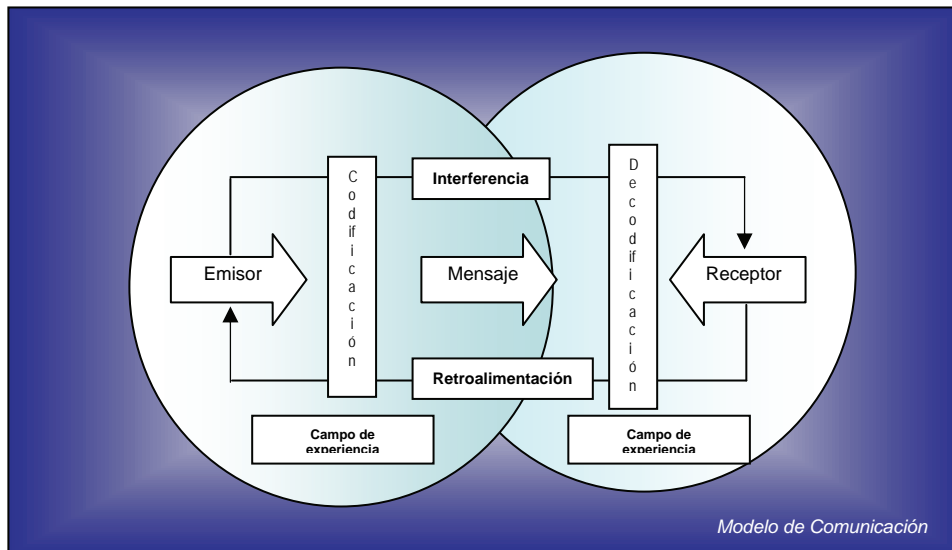 Interferencia
Codificación
Decodificación
Emisor
Mensaje
Receptor
Retroalimentación
Campo de
experiencia
Campo de
experiencia
Modelo de Comunicación